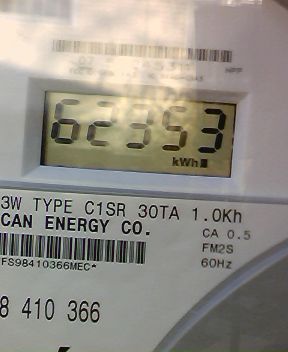 62353
kWh
3W TYPE C1SR 30TA 1.0Kh
CAN ENERGY CO.
CA 0.5
FM2S
60Hz
FS98410366MEC*
8 410 366